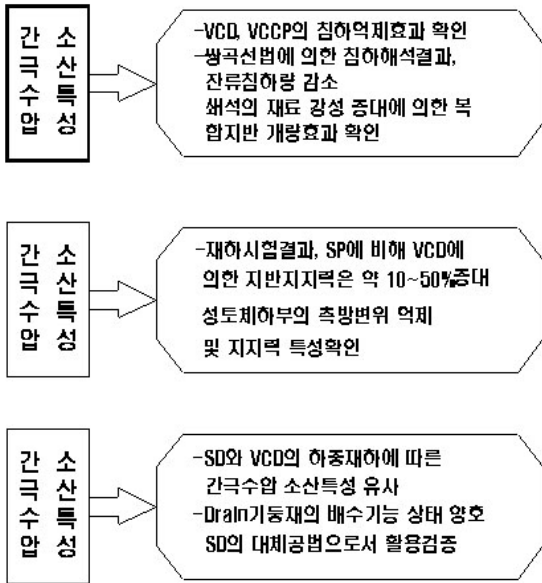 간극수압 소산특성
-VCD, VCCP의 침하억제효과 확인
-쌍곡선법에 의한 침하해석결과,
잔류침하량 감소
쇄석의 재료 강성 증대에 의한 복
합지반 개량효과 확인
간극수압 소산특성
-재하시험결과, SP에 비해 VCD에
의한 지반지지력은 약 10~50%증대
성토체하부의 측방변위 억제
및 지지력 특성확인
간극수압 소산특성
-SD와 VCD의 하중재하에 따른
간극수압 소산특성 유사
-Drain기둥재의 배수기능 상태 양호
SD의 대체공법으로서 활용검증